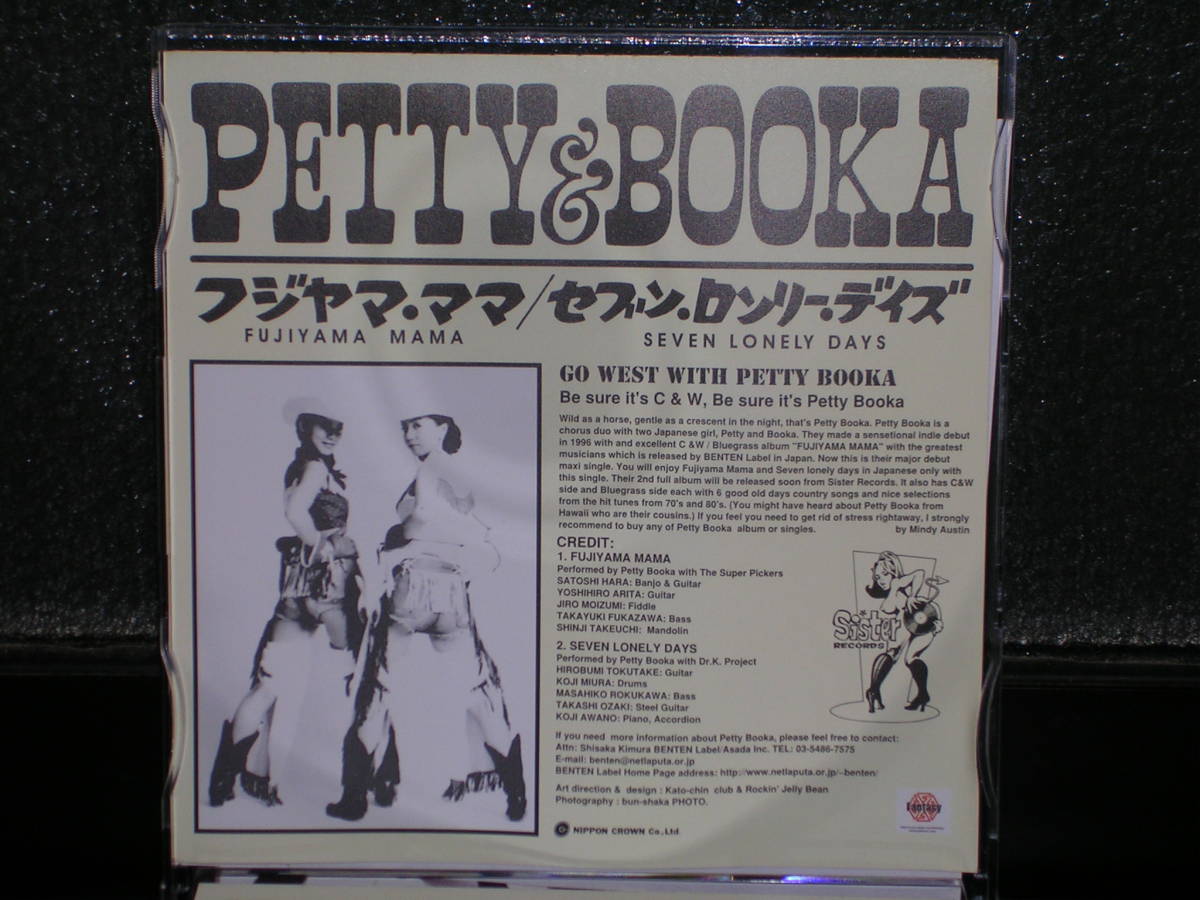 PETTY & BOOKA
フジヤマ・ママ/セブン・ロンリー・デイズ
FUJIYAMA MAMA
SEVEN LONELY DAYS
GO WEST WITH PETTY BOOKA
Be sure it's C & W, Be sure it's Petty Booka
Wild as a horse, gentle as a crescent in the night, that's Petty Booka. Petty Booka is a
chorus duo with two Japanese girl, Petty and Booka. They made a sensetional indie debut
in 1996 with and excellent C &W / Bluegrass album "FUJIYAMA MAMA" with the greatest
musicians which is released by BENTEN Label in Japan. Now this is their major debut
maxi single. You will enjoy Fujiyama Mama and Seven lonely days in Japanese only with
this single. Their 2nd full album will be released soon from Sister Records. It also has C&W
side and Bluegrass side each with 6 good old days country songs and nice selections
from the hit tunes from 70's and 80's. (You might have heard about Petty Booka from
Hawaii who are their cousins.) If you feel you need to get rid of stress rightaway, I strongly
recommend to buy any of Petty Booka album or singles. by Mindy Austin
CREDIT:
1. FUJIYAMA MAMA
Performed by Petty Booka with The Super Pickers
SATOSHI HARA: Banjo & Guitar
YOSHIHIRO ARITA: Guitar
JIRO MOIZUMI: Fiddle
TAKAYUKI FUKAZAWA: Bass
SHINJI TAKEUCHI: Mandolin
2. SEVEN LONELY DAYS
Performed by Petty Booka with Dr.K. Project
HIROBUMI TOKUTAKE: Guitar
KOJI MIURA: Drums
MASAHIKO ROKUKAWA: Bass
TAKASHI OZAKI: Steel Guitar
KOJI AWANO: Piano, Accordion
Sister
RECORDS
If you need more information about Petty Booka, please feel free to contact:
Attn: Shisaka Kimura BENTEN Label/Asada Inc. TEL: 03-5486-7575
E-mail: benten@netlaputa.or.jp
BENTEN Label Home Page address: http://www.netlaputa.or.jp/~benten/
Art direction & design : Kato-chin club & Rockin' Jelly Bean
Photography : bun-shaka PHOTO.
NIPPON CROWN Co., Ltd.
Fantasy